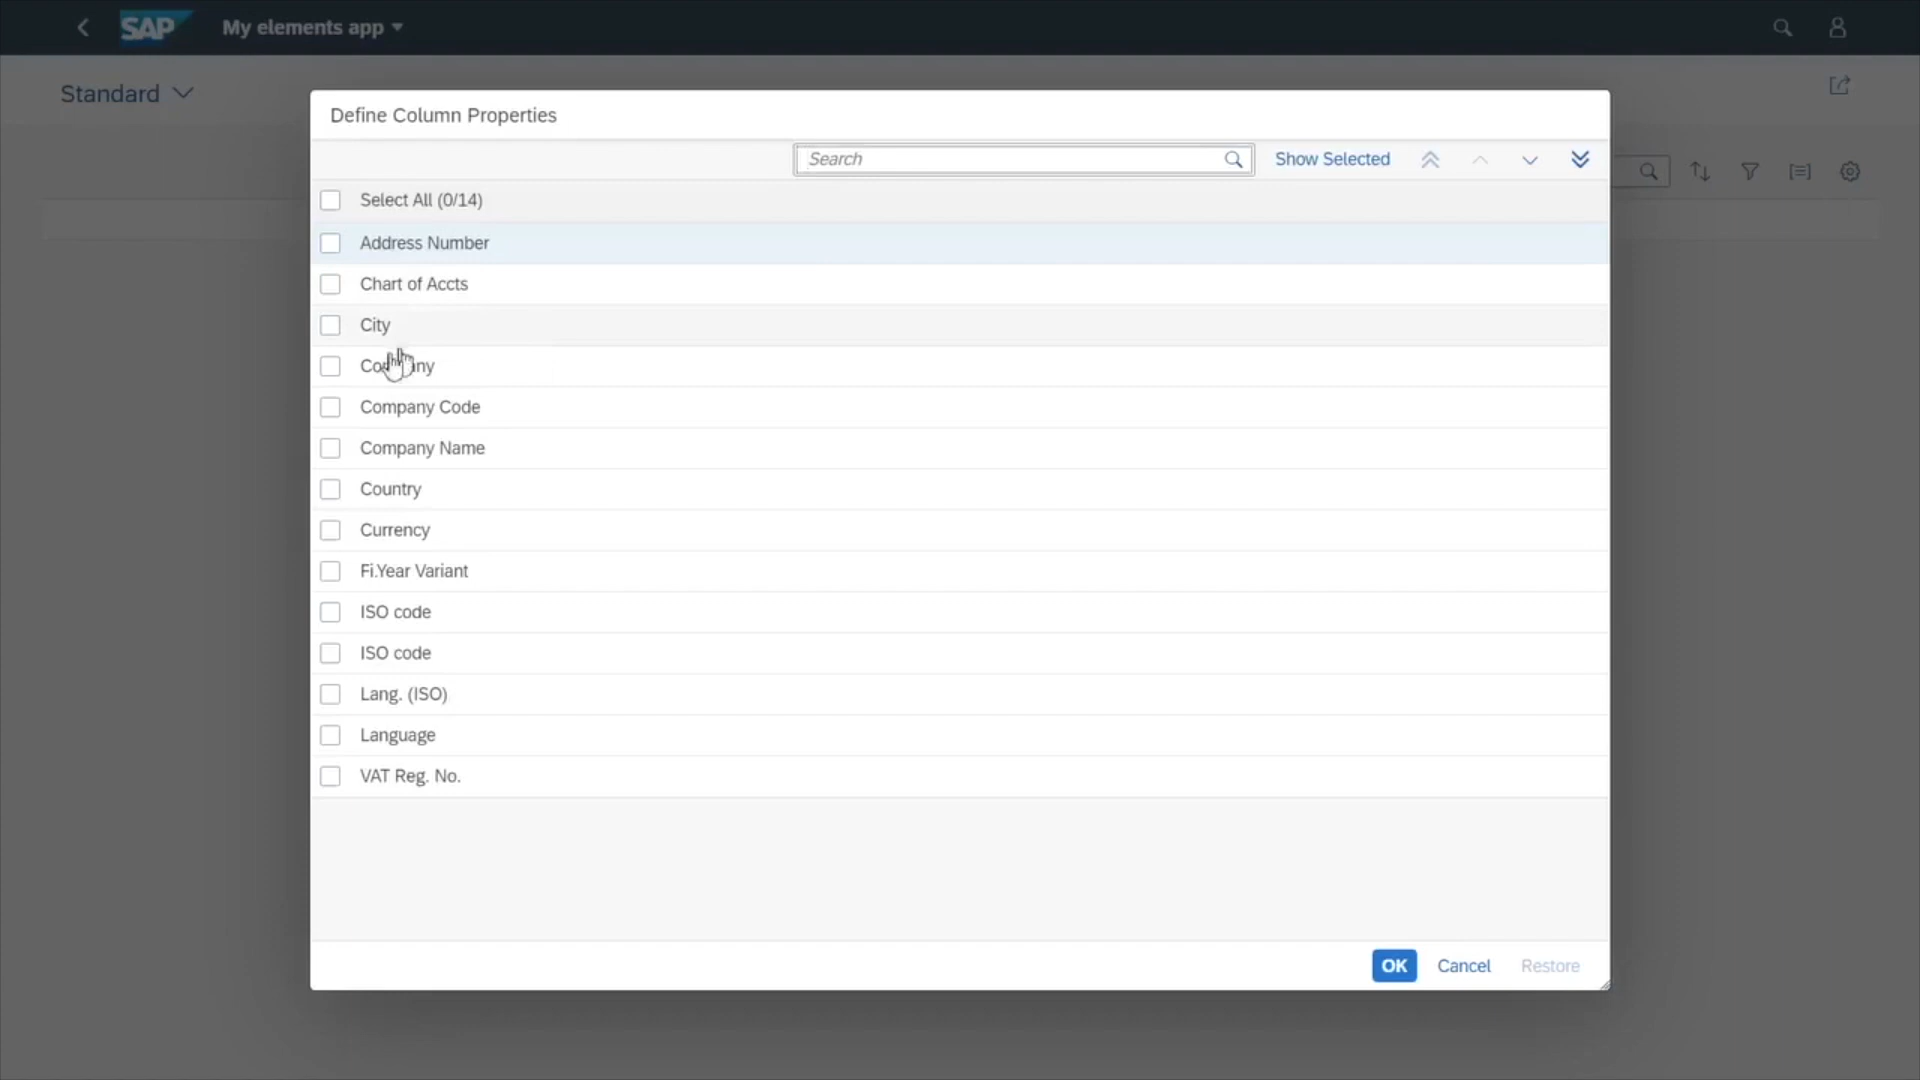 SAP My elements app
Standard
Define Column Properties
Search Show Selected
Select All (0/14)
Address Number
Chart of Accts
City
Company
Company Code
Company Name
Country
Currency
Fi.Year Variant
ISO code
ISO code
Lang. (ISO)
Language
VAT Reg. No.
OK Cancel Restore